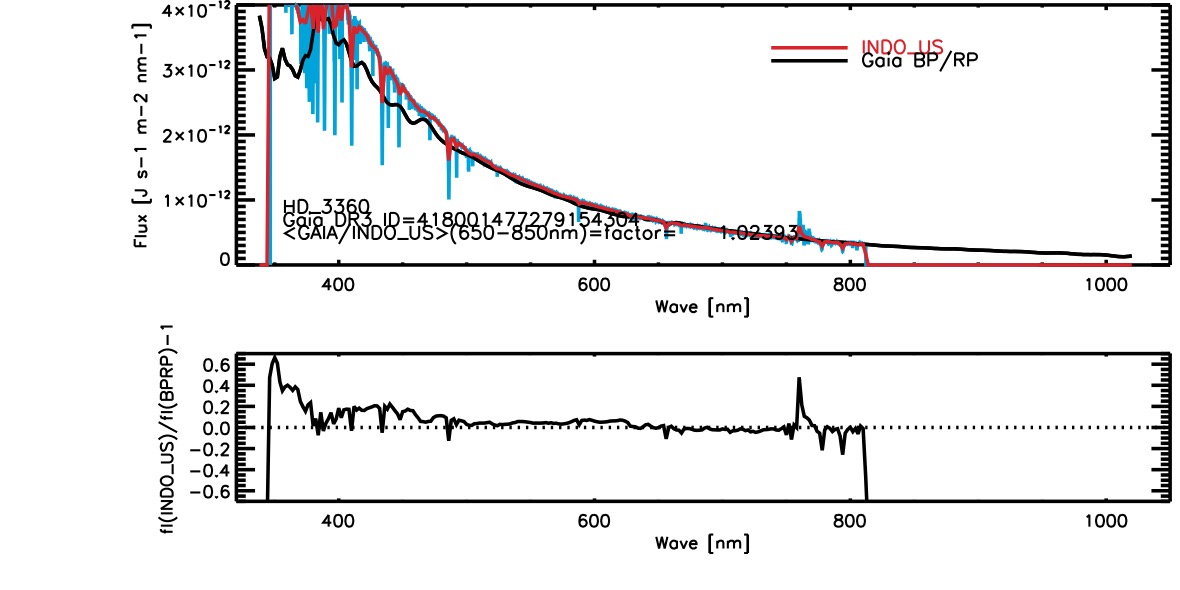 4×10−12
3×10−12
2×10−12
1×10−12
0
Flux [J s−1 m−2 nm−1]
INDO_US
Gaia BP/RP
HD_3360
Gaia DR3 ID=418001477279154304
<GAIA/INDO_US>(650−850nm)=factor= 1.02393
400 600 800 1000
Wave [nm]
fl(INDO_US)/fl(BPRP)−1
0.6
0.4
0.2
0.0
−0.2
−0.4
−0.6
400 600 800 1000
Wave [nm]